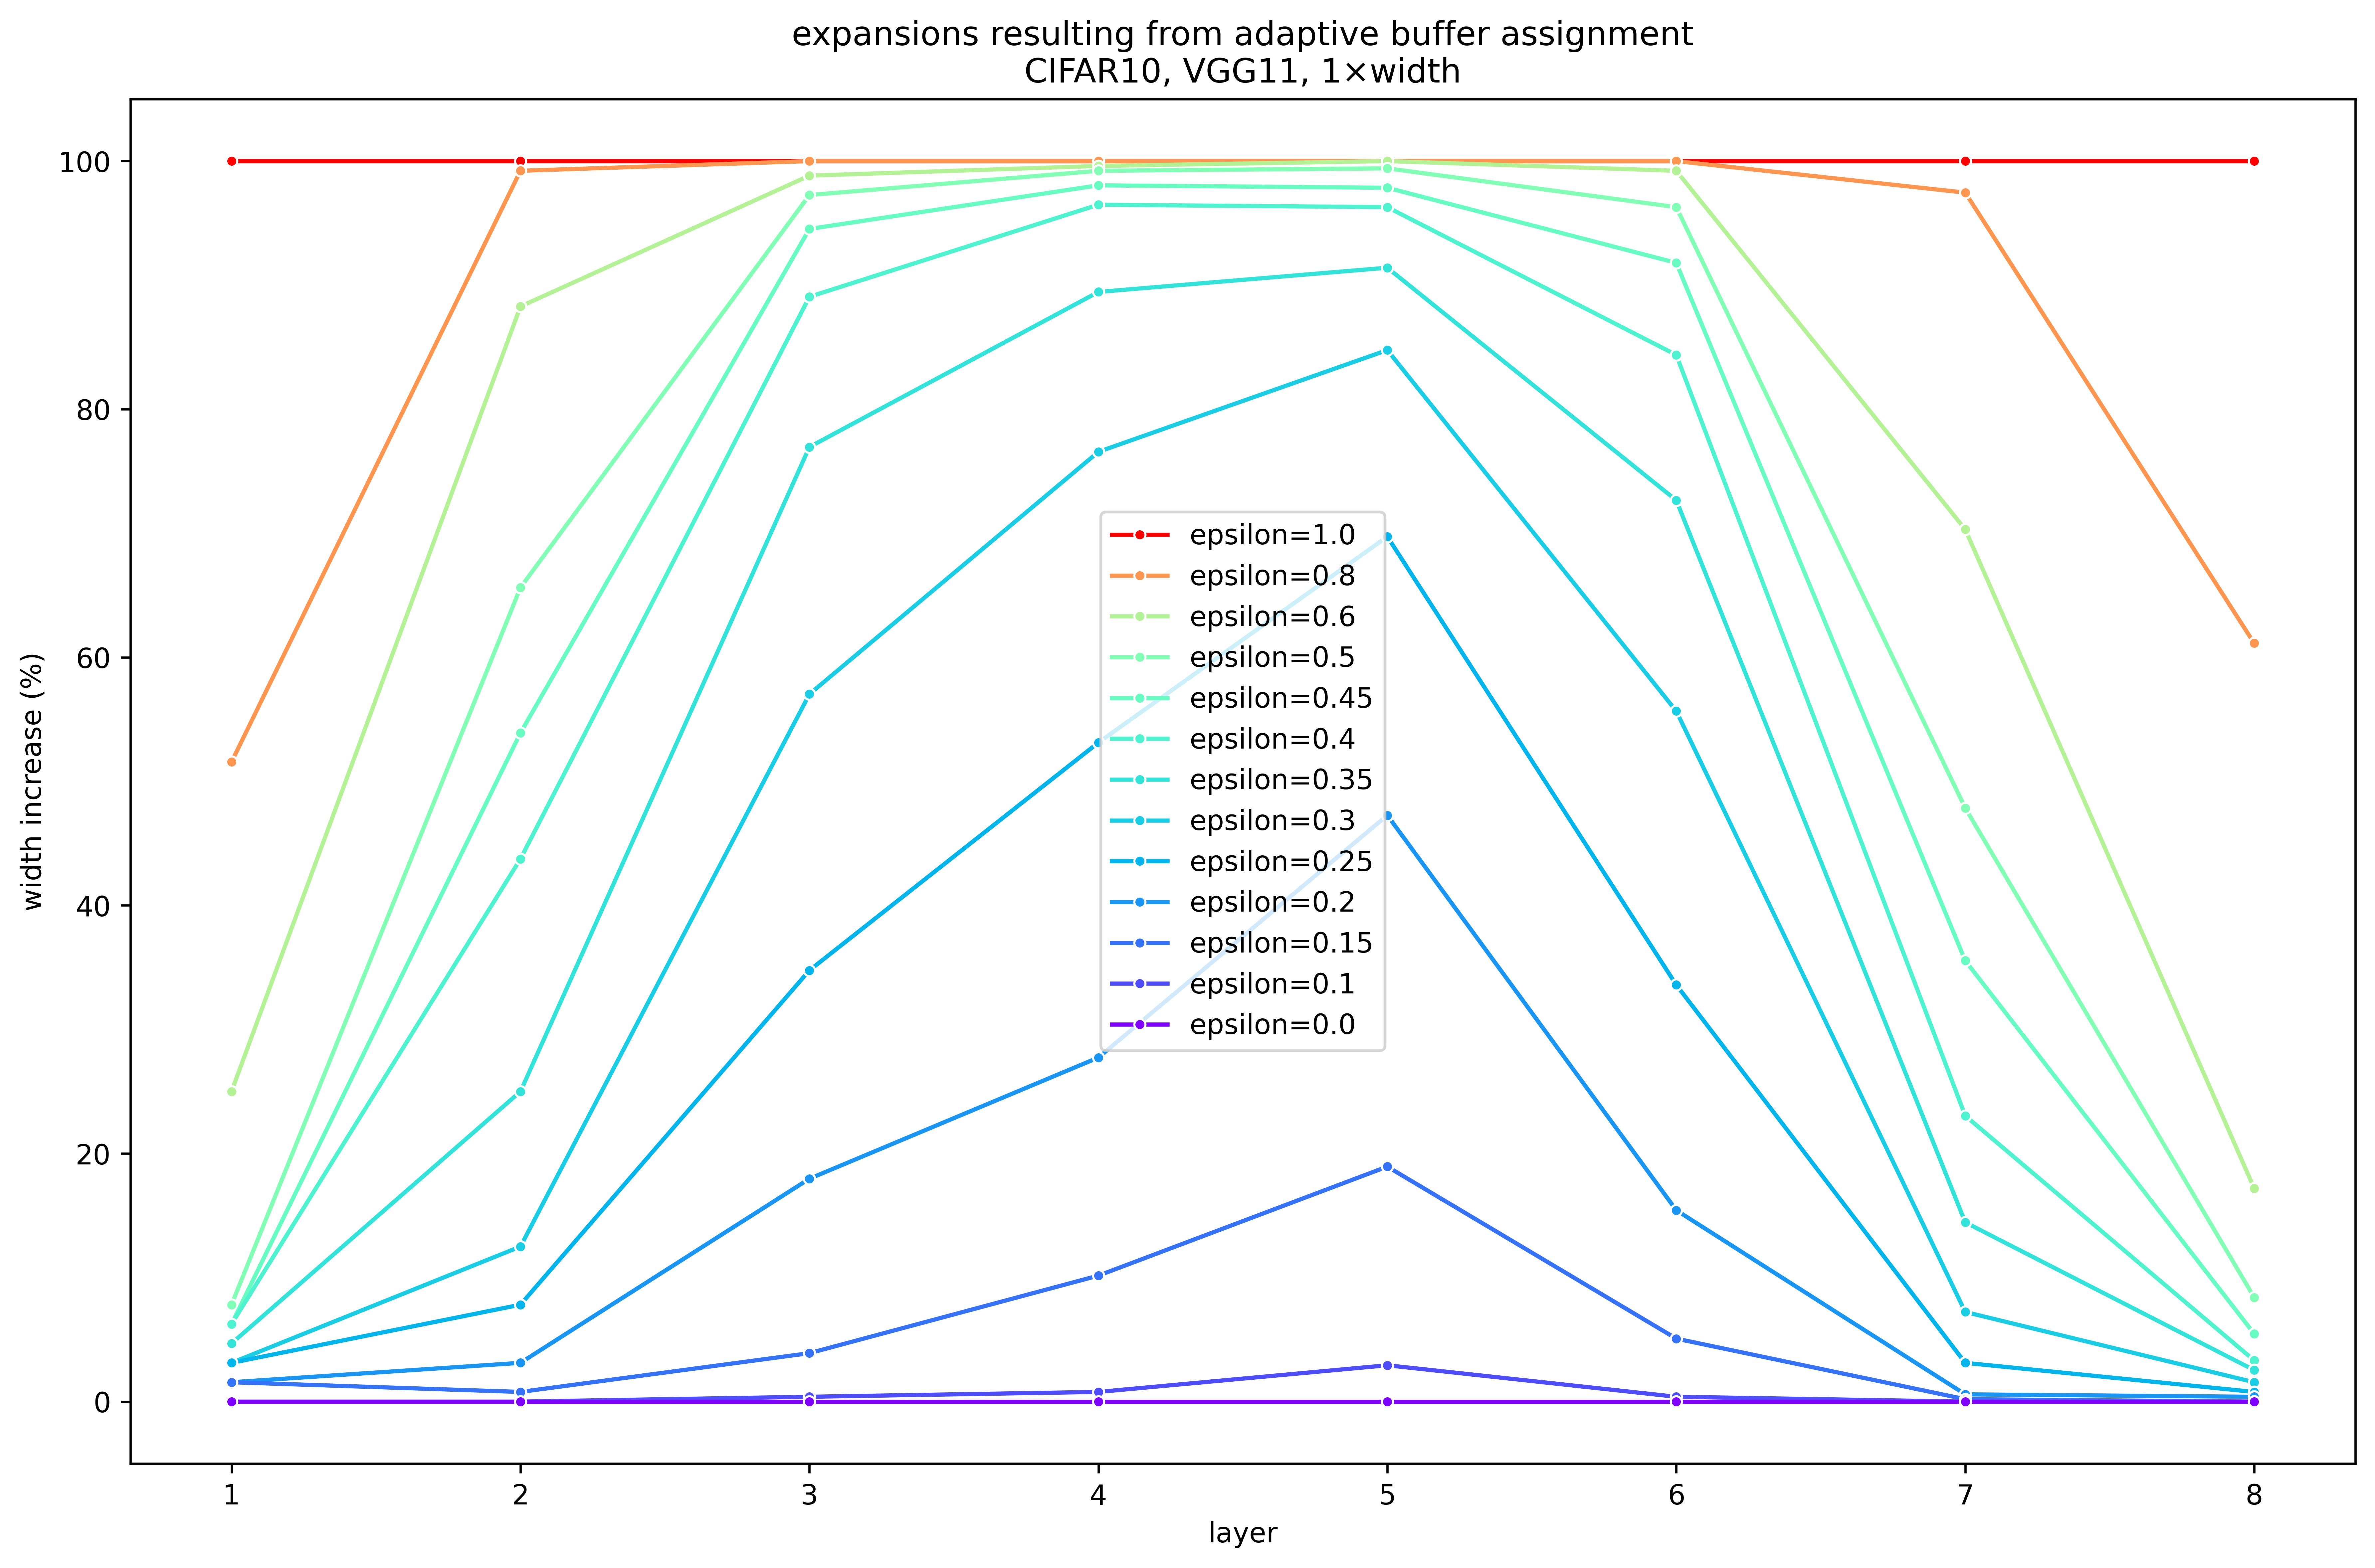 expansions resulting from adaptive buffer assignment
CIFAR10, VGG11, 1×width
width increase (%)
100
80
60
40
20
0
epsilon=1.0
epsilon=0.8
epsilon=0.6
epsilon=0.5
epsilon=0.45
epsilon=0.4
epsilon=0.35
epsilon=0.3
epsilon=0.25
epsilon=0.2
epsilon=0.15
epsilon=0.1
epsilon=0.0
1 2 3 4 5 6 7 8
layer